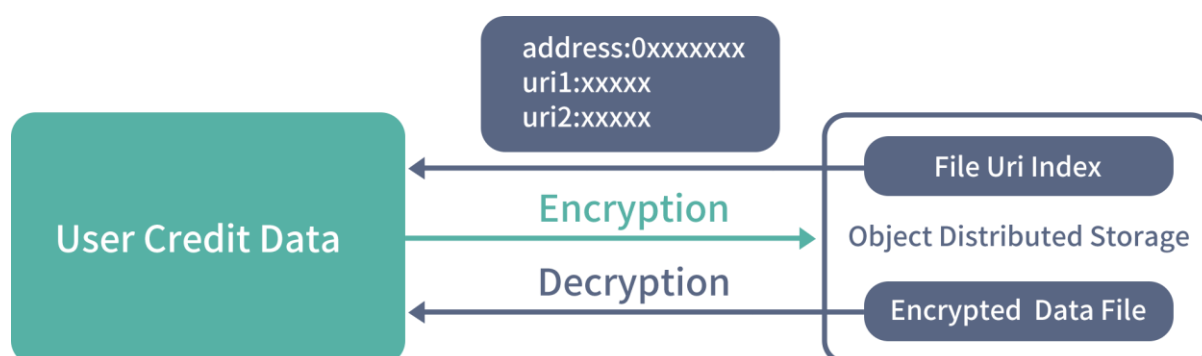 address:0xxxxxxx
uri1:xxxxx
uri2:xxxxx
File Uri Index
Encryption
User Credit Data
Object Distributed Storage
Decryption
Encrypted Data File